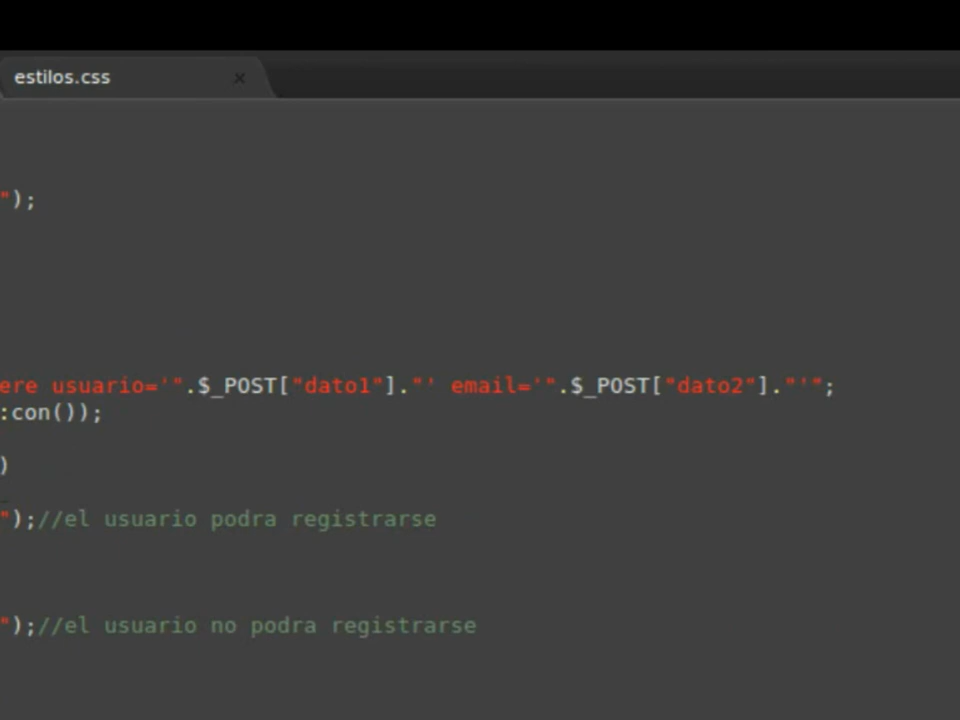 estilos.css ×
");
ere usuario='".$_POST["dato1"]."' email='".$_POST["dato2"]."'";
:con());
)
");//el usuario podra registrarse
");//el usuario no podra registrarse